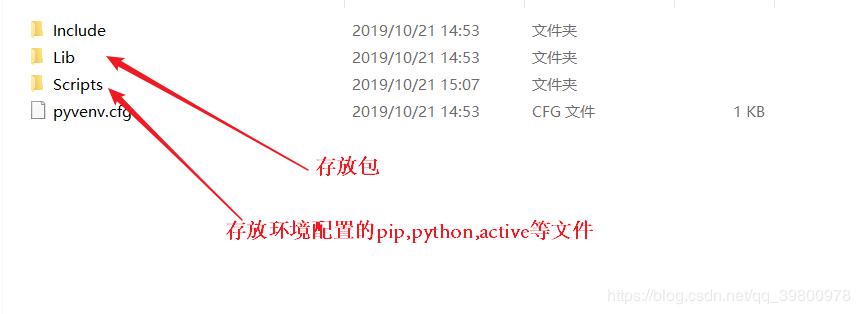 Include 2019/10/21 14:53 文件夹
Lib 2019/10/21 14:53 文件夹
Scripts 2019/10/21 15:07 文件夹
pyvenv.cfg 2019/10/21 14:53 CFG 文件 1 KB
存放包
存放环境配置的pip,python,active等文件
https://blog.csdn.net/qq_39800978